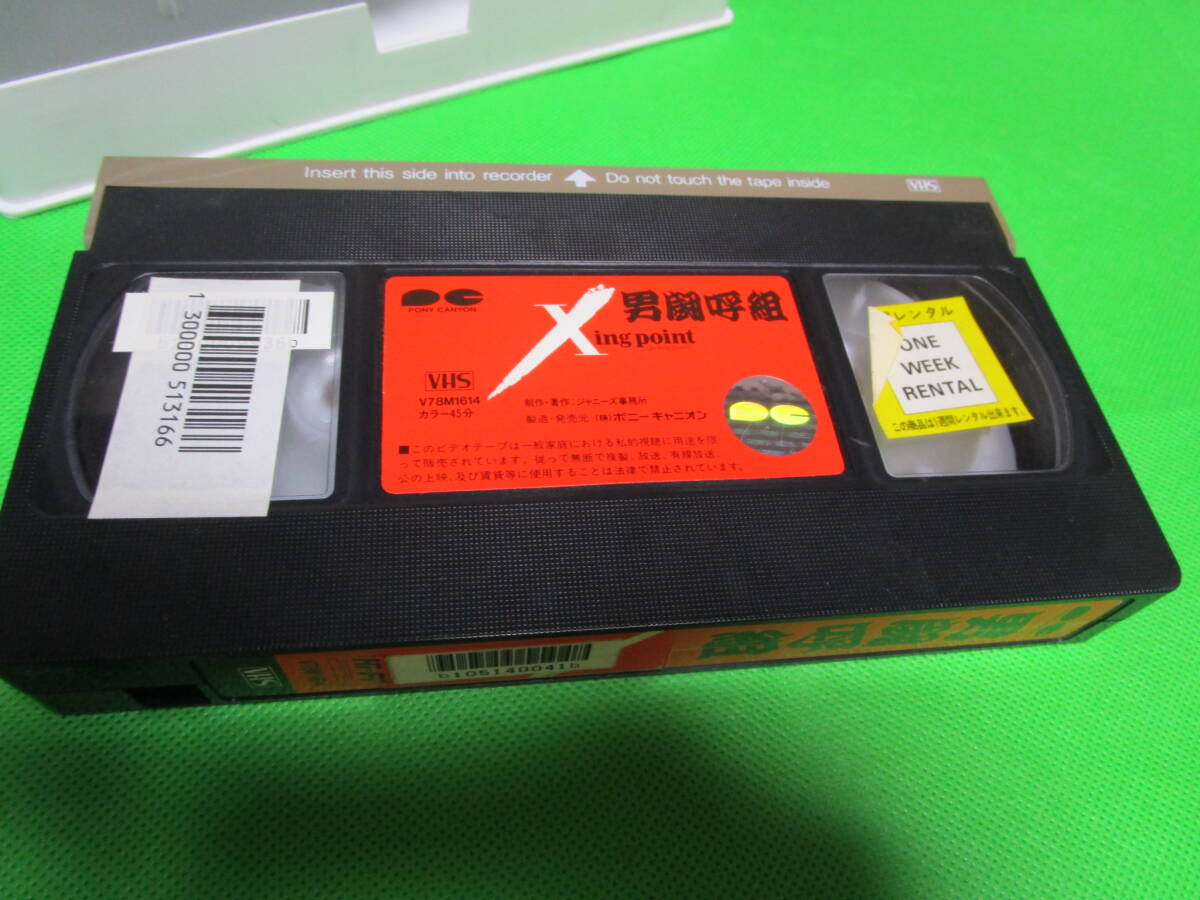 Insert this side into recorder Do not touch the tape inside VHS
1 300000 513166
PONY CANYON
男闘呼組
Xing point
VHS
V78M1614
カラー45分
制作・著作:ジャニーズ事務所
製造・発売元 (株)ポニーキャニオン
■このビデオテープは一般家庭における私的視聴に用途を限
って販売されています。従って無断で複製、放送、有線放送、
公の上映、及び賃貸等に使用することは法律で禁止されています。
レンタル
ONE
WEEK
RENTAL
この商品は1週間レンタル出来ます。
VHS
b105140041b
男闘呼組